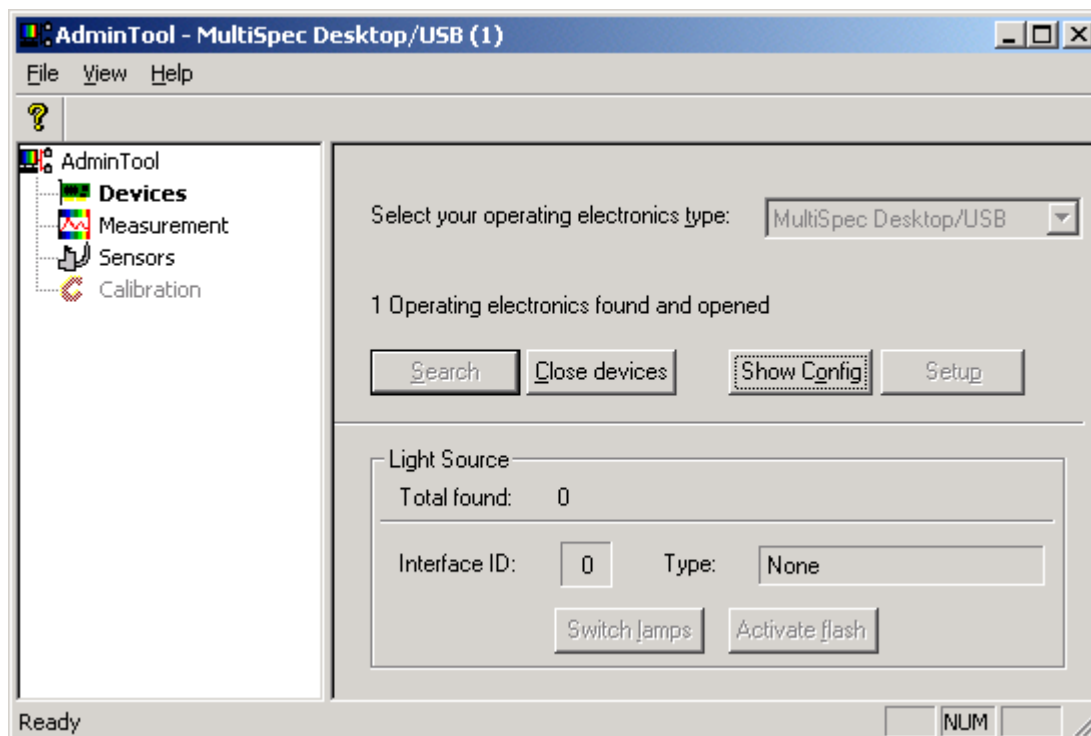 AdminTool - MultiSpec Desktop/USB (1)
File View Help
AdminTool
Devices
Measurement
Sensors
Calibration
Select your operating electronics type: MultiSpec Desktop/USB
1 Operating electronics found and opened
Search Close devices Show Config Setup
Light Source
Total found: 0
Interface ID: 0 Type: None
Switch lamps Activate flash
Ready NUM